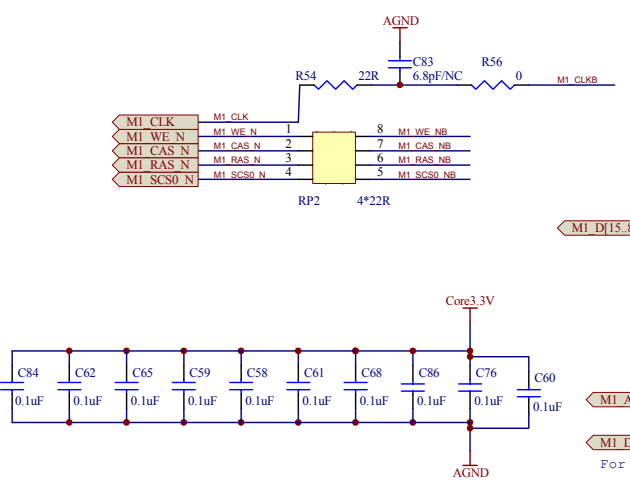 AGND
C83
6.8pF/NC
R54
22R
R56
0
M1_CLKB
M1_CLK
M1_CLK
M1_WE_N
M1_WE_N
1
8
M1_WE_NB
M1_CAS_N
M1_CAS_N
2
7
M1_CAS_NB
M1_RAS_N
M1_RAS_N
3
6
M1_RAS_NB
M1_SCS0_N
M1_SCS0_N
4
5
M1_SCS0_NB
RP2
4*22R
M1_D[15..8
Core3.3V
C84
0.1uF
C62
0.1uF
C65
0.1uF
C59
0.1uF
C58
0.1uF
C61
0.1uF
C68
0.1uF
C86
0.1uF
C76
0.1uF
C60
0.1uF
M1_A
M1_D
For
AGND